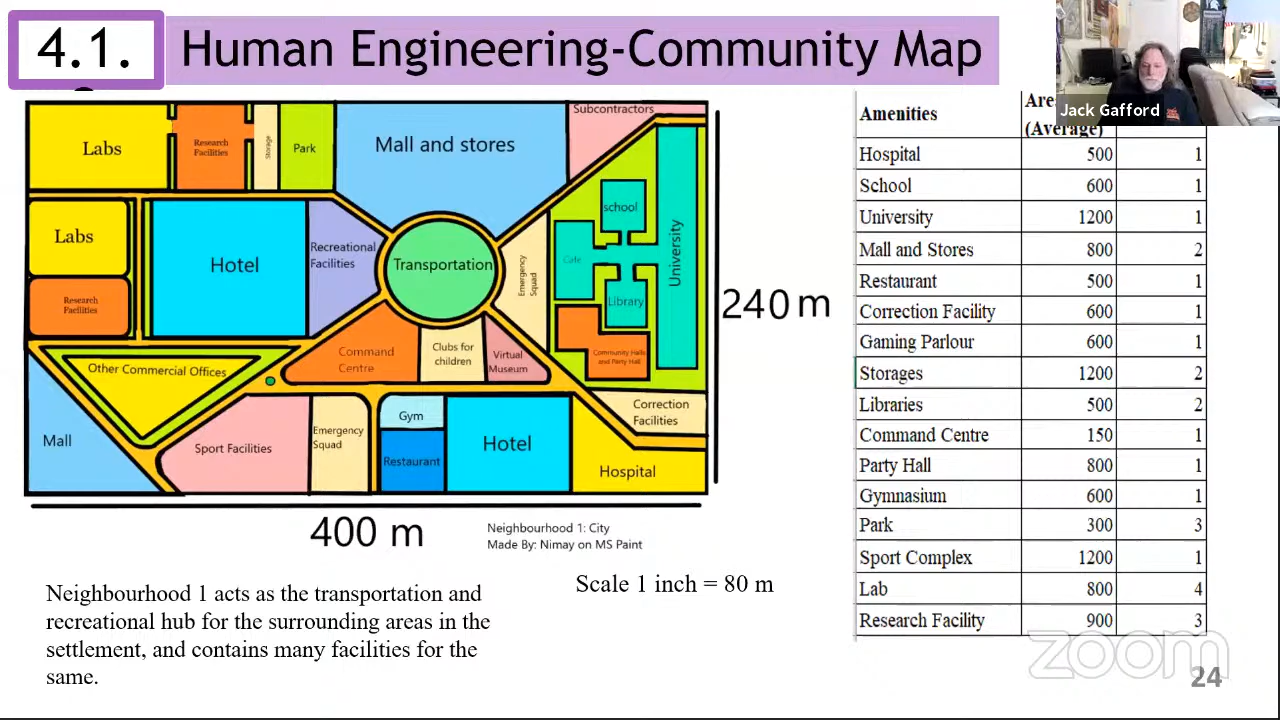 4.1.
Human Engineering-Community Map
Jack Gafford
Labs
Research
Facilities
Storage
Park
Mall and stores
Subcontractors
Labs
Hotel
Recreational
Facilities
Transportation
Emergency
Squad
school
Cafe
Library
University
Research
Facilities
Community Halls
and Party Hall
Other Commercial Offices
Command
Centre
Clubs for
children
Virtual
Museum
Mall
Sport Facilities
Emergency
Squad
Gym
Restaurant
Hotel
Correction
Facilities
Hospital
240 m
400 m
Neighbourhood 1: City
Made By: Nimay on MS Paint
Scale 1 inch = 80 m
Neighbourhood 1 acts as the transportation and
recreational hub for the surrounding areas in the
settlement, and contains many facilities for the
same.
Amenities (Average)
Hospital 500 1
School 600 1
University 1200 1
Mall and Stores 800 2
Restaurant 500 1
Correction Facility 600 1
Gaming Parlour 600 1
Storages 1200 2
Libraries 500 2
Command Centre 150 1
Party Hall 800 1
Gymnasium 600 1
Park 300 3
Sport Complex 1200 1
Lab 800 4
Research Facility 900 3
zoom
24